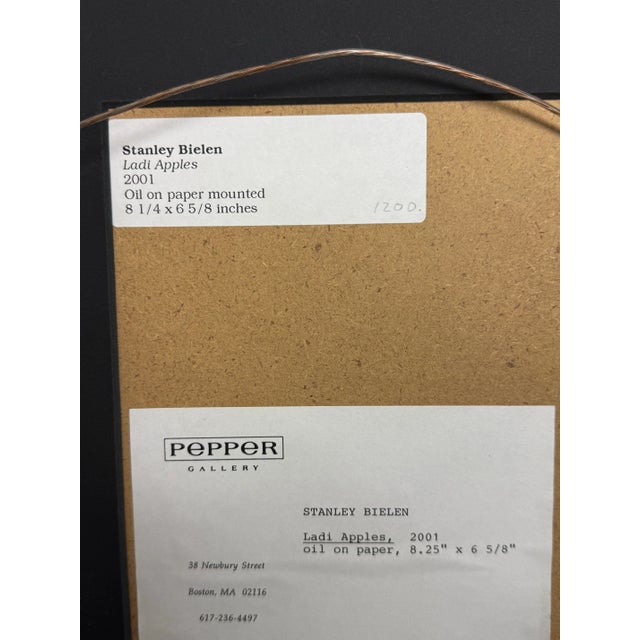 Stanley Bielen
Ladi Apples
2001
Oil on paper mounted
8 1/4 x 6 5/8 inches
1200.
PEPPER
GALLERY
STANLEY BIELEN
Ladi Apples, 2001
oil on paper, 8.25" x 6 5/8"
38 Newbury Street
Boston, MA 02116
617-236-4497